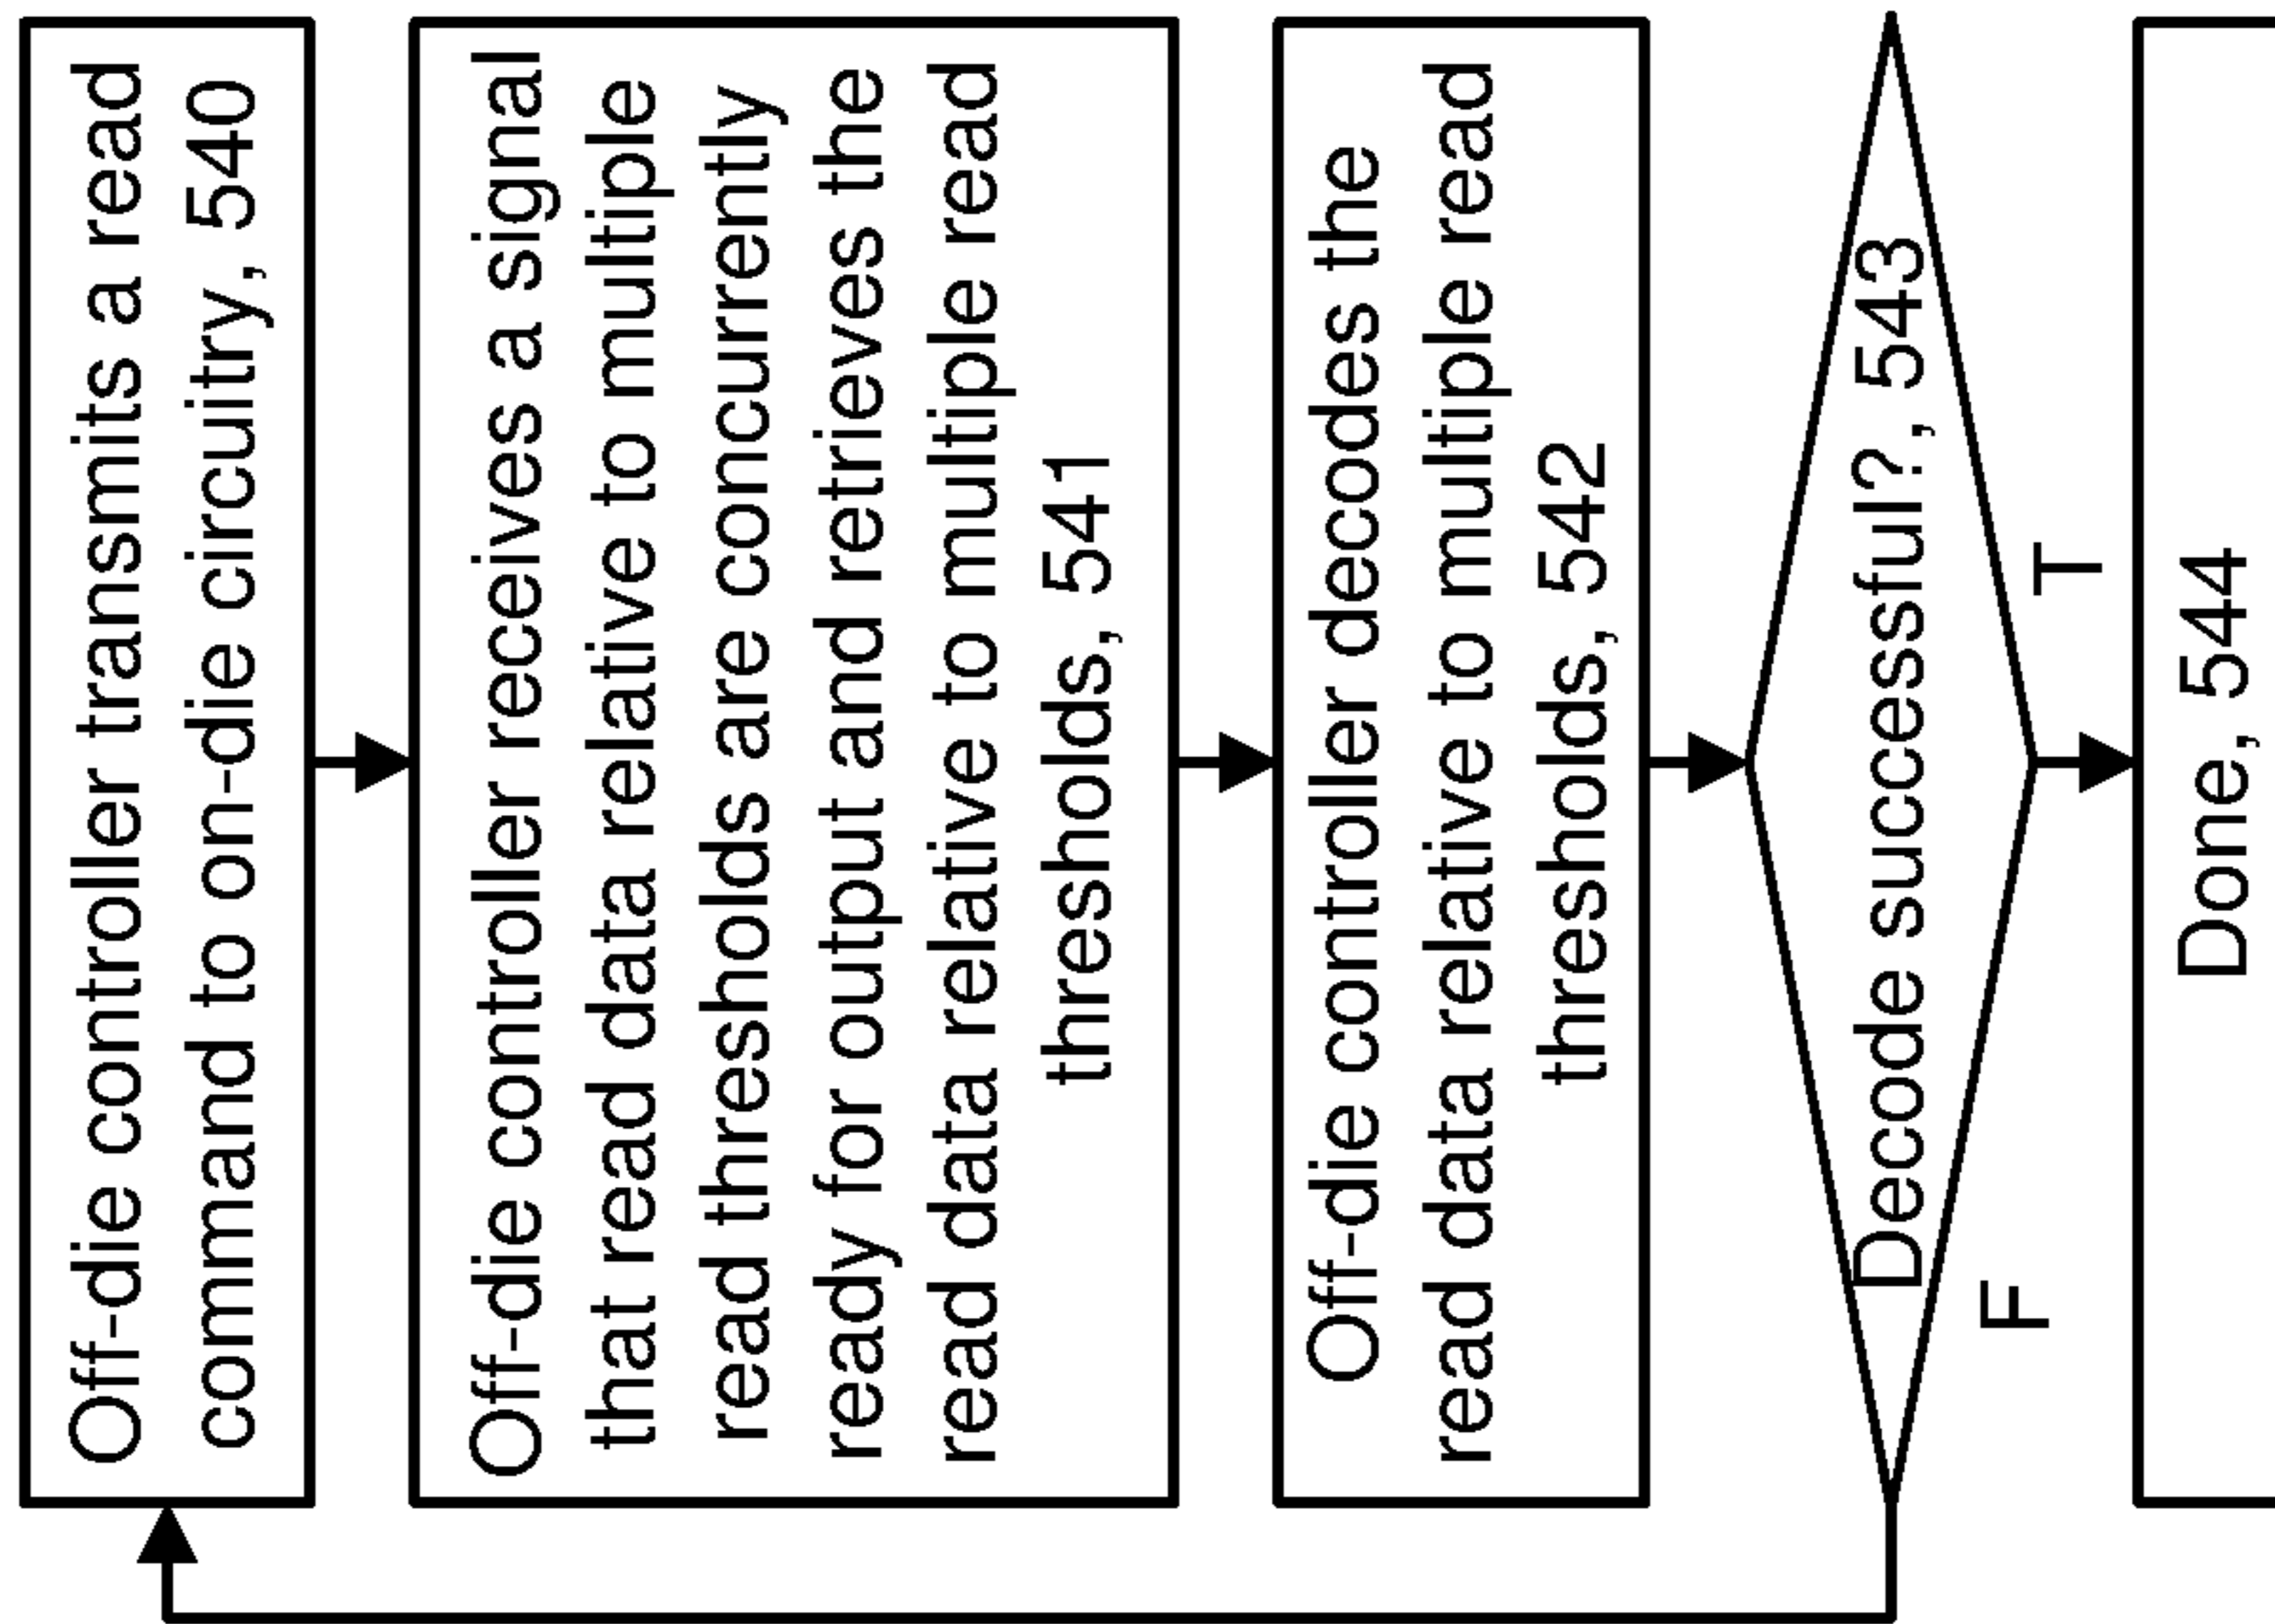 Off-die controller transmits a read
command to on-die circuitry, 540
Off-die controller receives a signal
that read data relative to multiple
read thresholds are concurrently
ready for output and retrieves the
read data relative to multiple read
thresholds, 541
Off-die controller decodes the
read data relative to multiple read
thresholds, 542
Decode successful?, 543
F
T
Done, 544